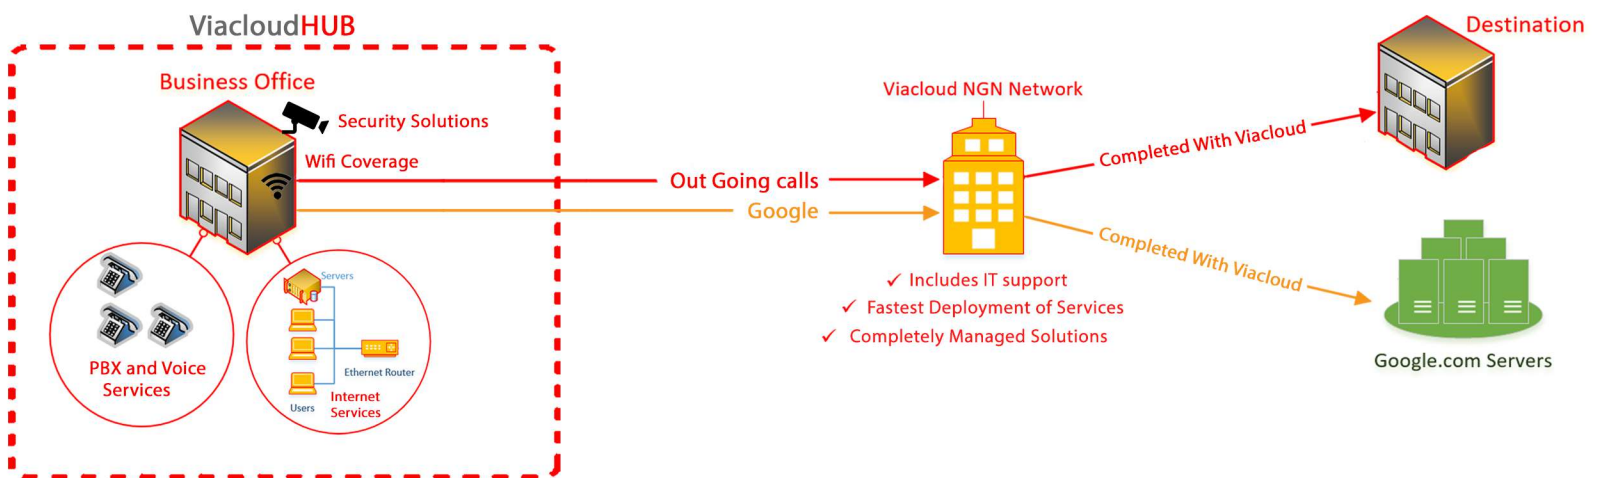 ViacloudHUB
Business Office
Security Solutions
Wifi Coverage
Out Going calls
Google
PBX and Voice
Services
Servers
Ethernet Router
Users
Internet
Services
Viacloud NGN Network
✓ Includes IT support
✓ Fastest Deployment of Services
✓ Completely Managed Solutions
Completed With Viacloud
Completed With Viacloud
Destination
Google.com Servers